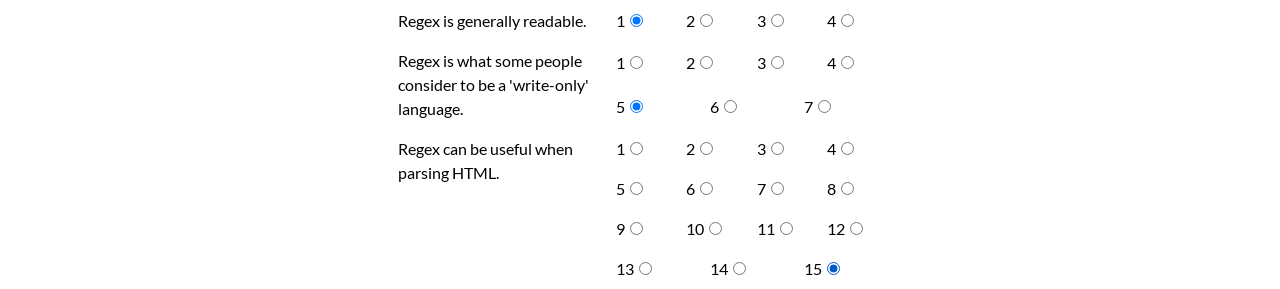 Regex is generally readable. 1 2 3 4
Regex is what some people 1 2 3 4
consider to be a 'write-only'
language. 5 6 7
Regex can be useful when 1 2 3 4
parsing HTML.
5 6 7 8
9 10 11 12
13 14 15